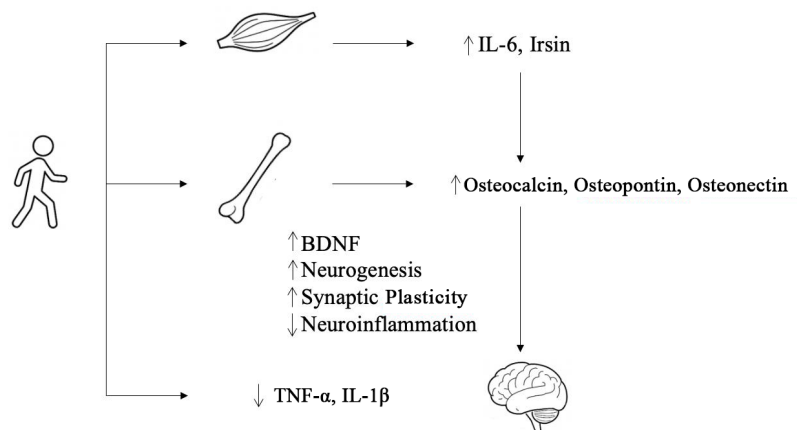 ↑ IL-6, Irsin
↑ Osteocalcin, Osteopontin, Osteonectin
↑ BDNF
↑ Neurogenesis
↑ Synaptic Plasticity
↓ Neuroinflammation
↓ TNF-α, IL-1β